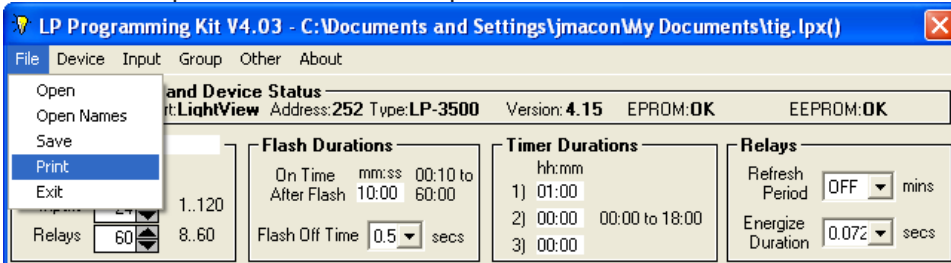 LP Programming Kit V4.03 - C:\Documents and Settings\jmacon\My Documents\tig.lpx()
File Device Input Group Other About
Open
Open Names
Save
Print
Exit
and Device Status
rt:LightView Address:252 Type:LP-3500 Version: 4.15 EPROM:OK EEPROM:OK
Flash Durations
On Time After Flash mm:ss 10:00 00:10 to 60:00
Flash Off Time 0.5 secs
Timer Durations
hh:mm
1) 01:00
2) 00:00 00:00 to 18:00
3) 00:00
Relays
Refresh Period OFF mins
Energize Duration 0.072 secs
24 1..120
Relays 60 8..60